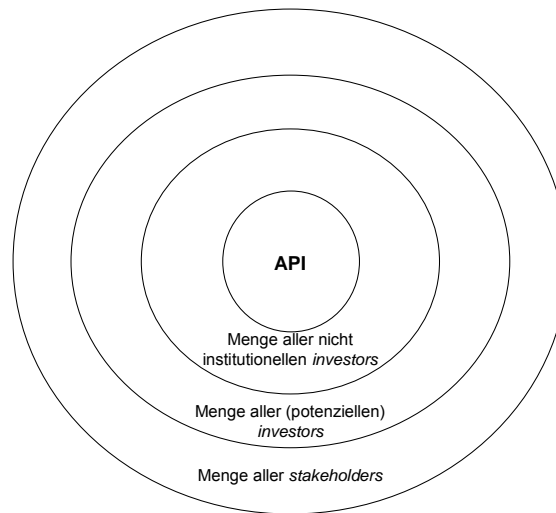 API
Menge aller nicht
institutionellen investors
Menge aller (potenziellen)
investors
Menge aller stakeholders